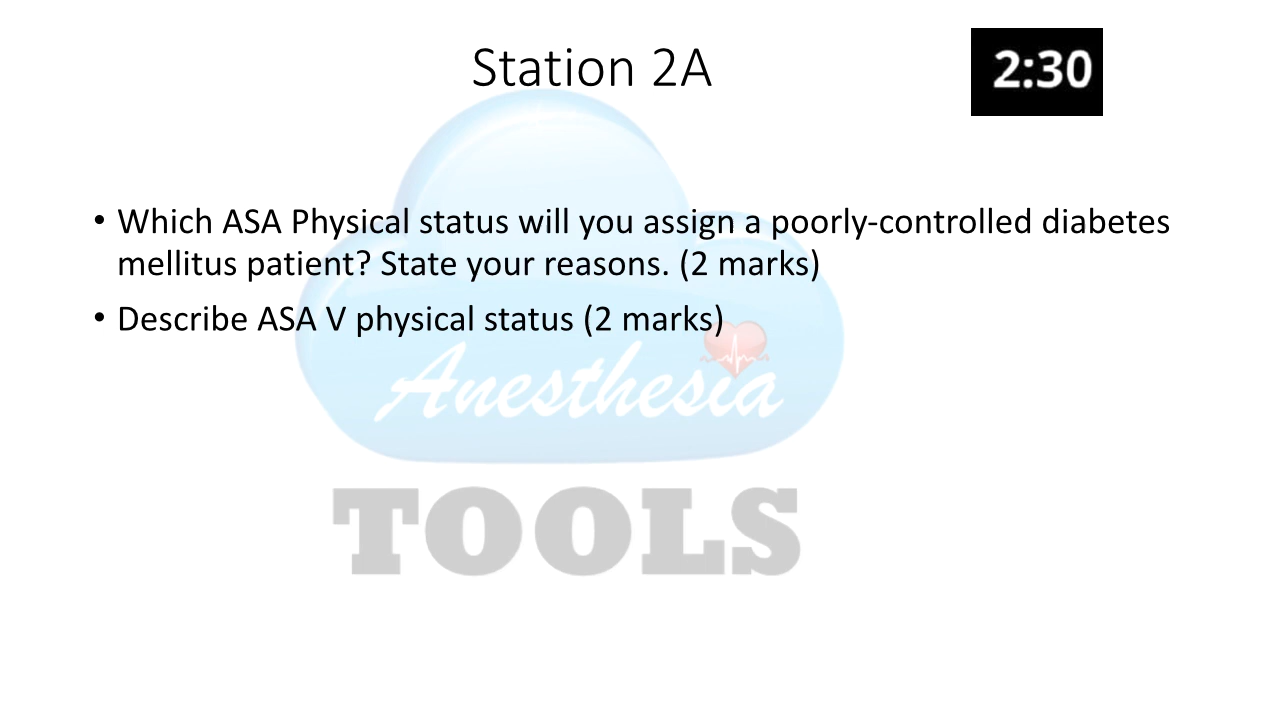 Station 2A
2:30
• Which ASA Physical status will you assign a poorly-controlled diabetes
mellitus patient? State your reasons. (2 marks)
• Describe ASA V physical status (2 marks)
Anesthesia
TOOLS